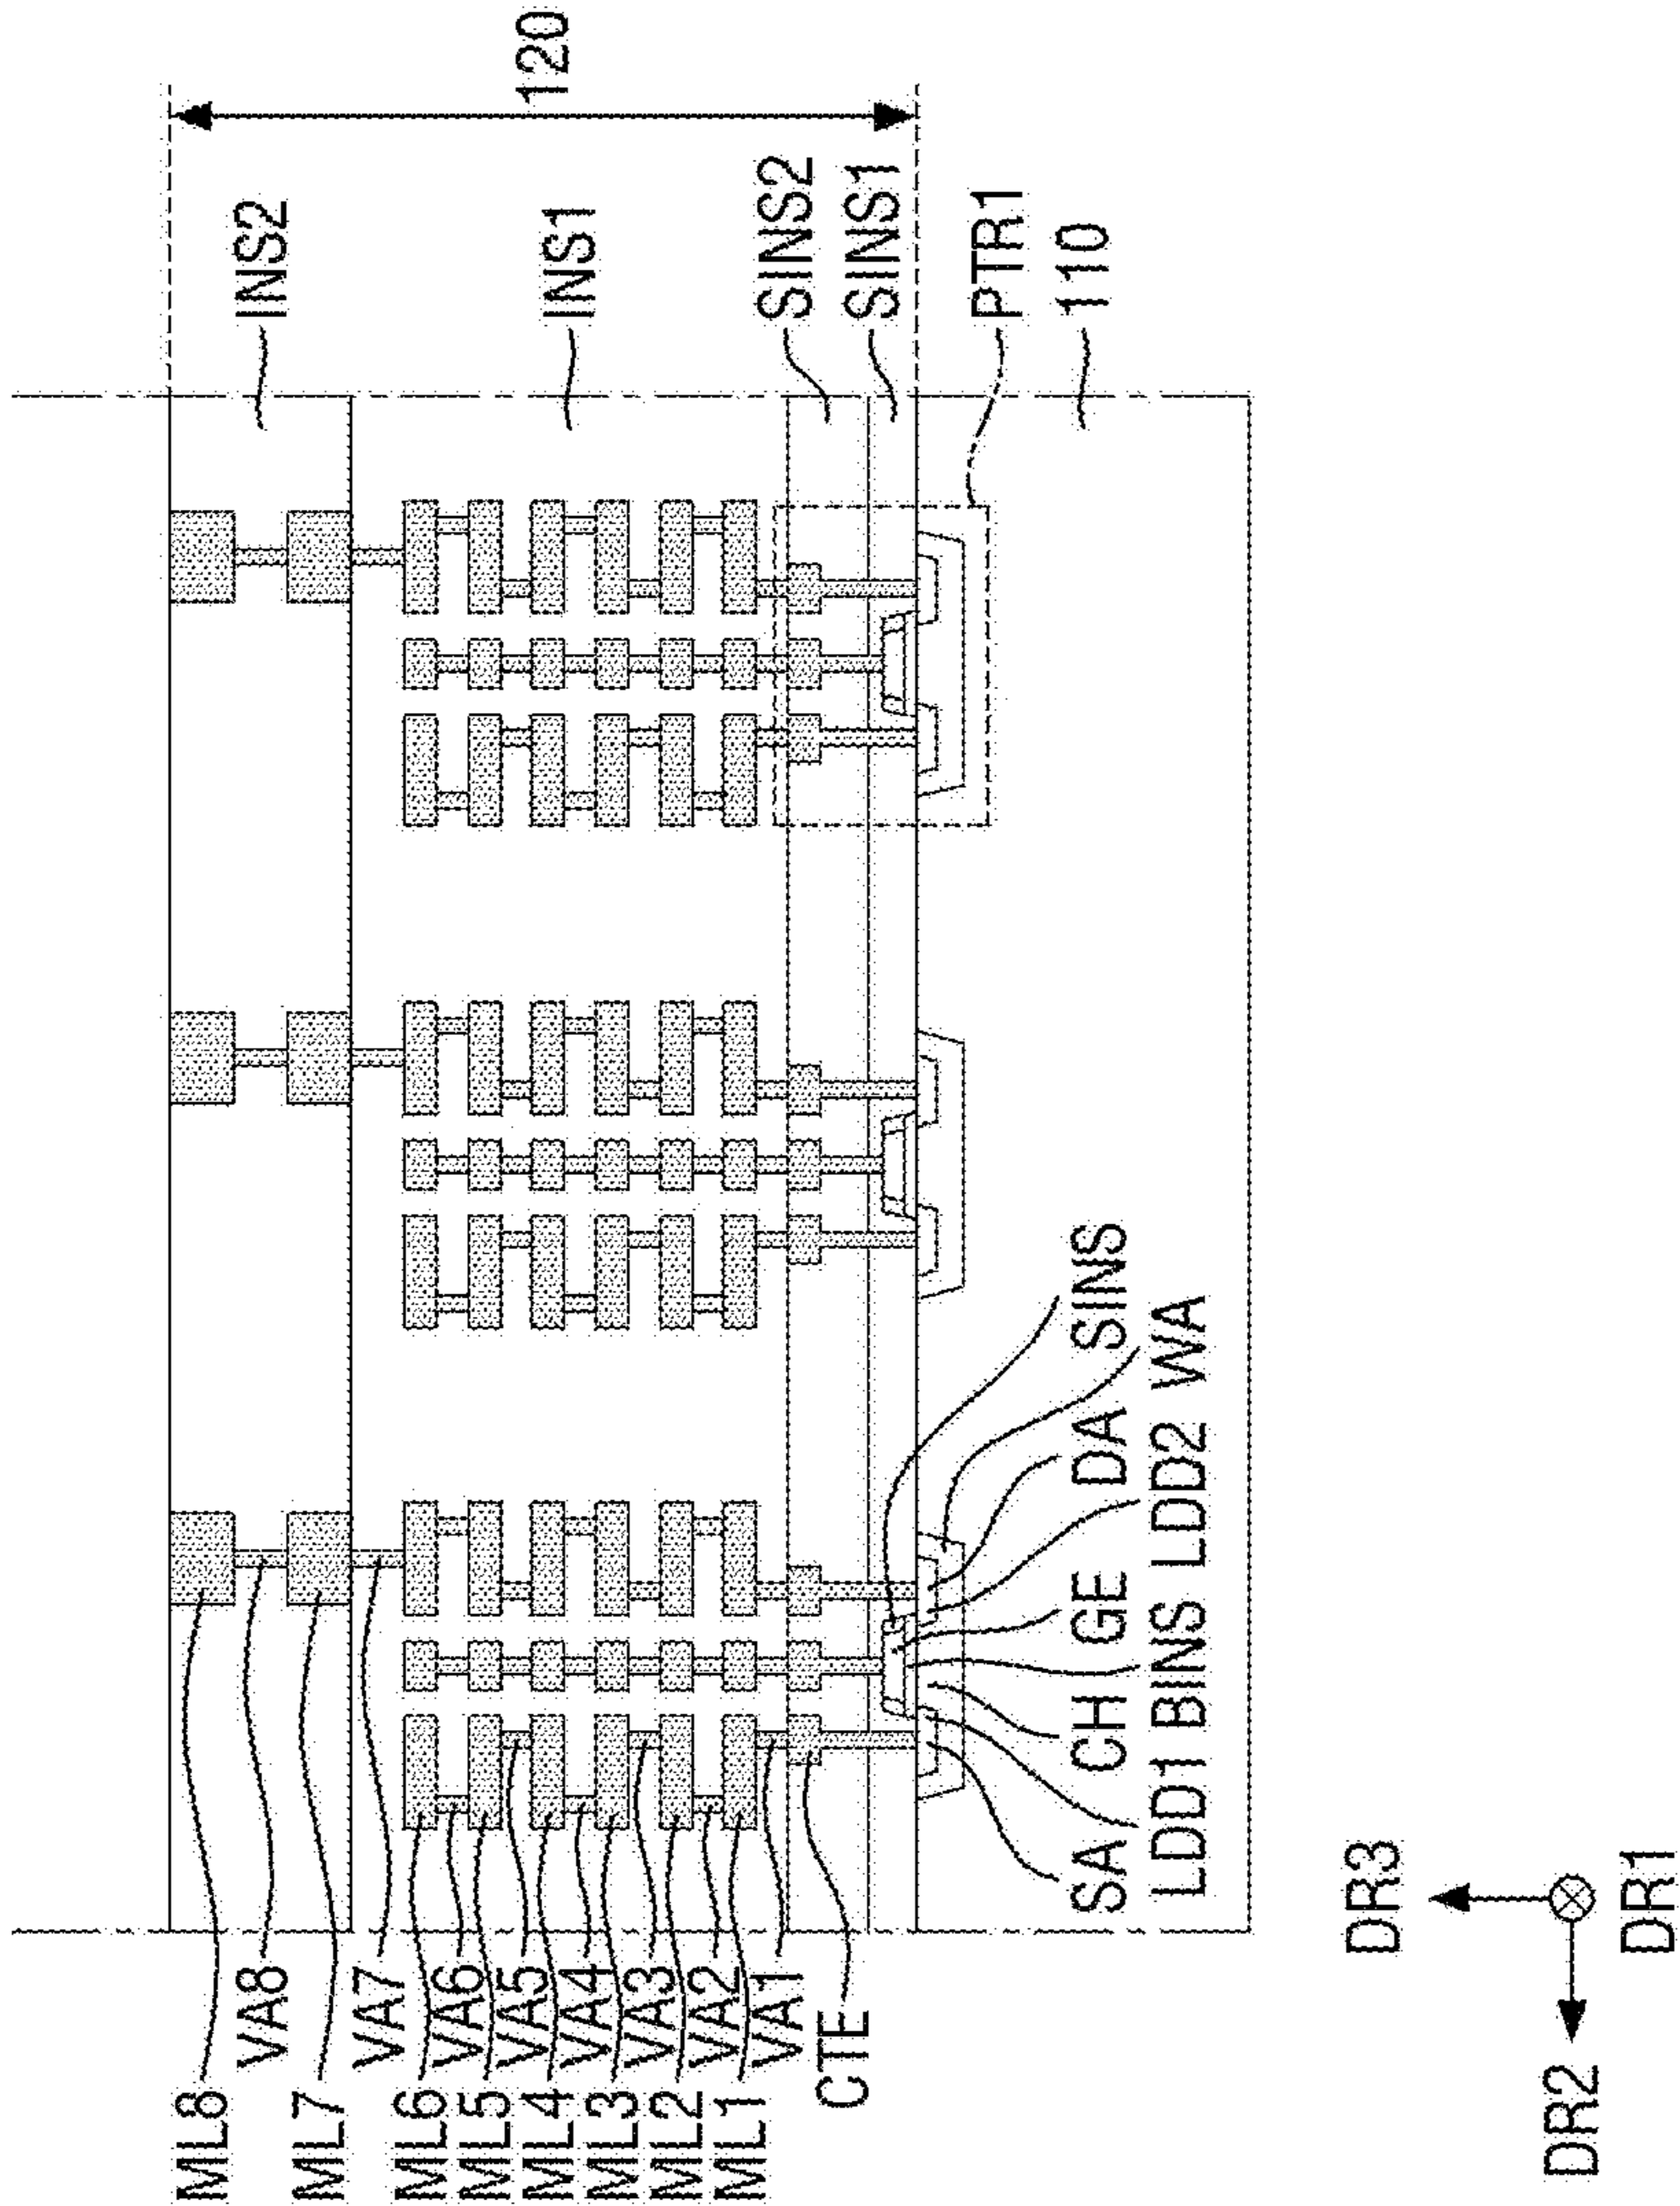 120
INS2
INS1
SINS2
SINS1
PTR1
110
ML8
VA8
ML7
VA7
ML6
VA6
ML5
VA5
ML4
VA4
ML3
VA3
ML2
VA2
ML1
VA1
CTE
SA CH GE DA SINS
LDD1 BINS LDD2 WA
DR3
DR2
DR1